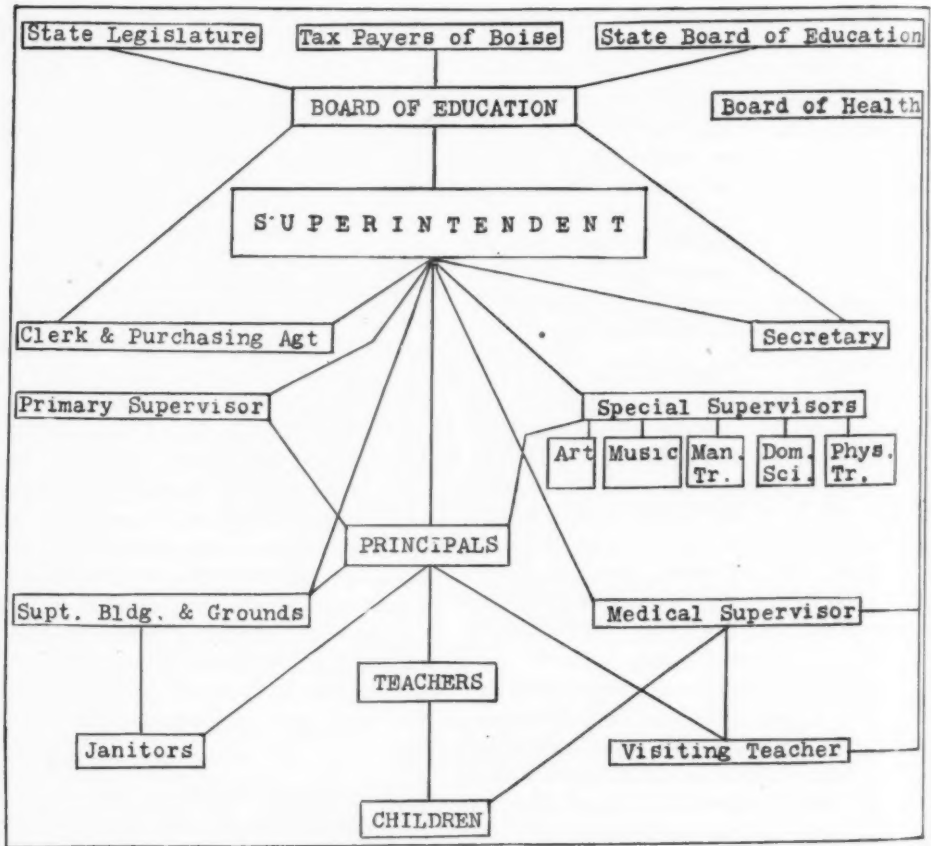 State Legislature
Tax Payers of Boise
State Board of Education
BOARD OF EDUCATION
Board of Health
SUPERINTENDENT
Clerk & Purchasing Agt
Secretary
Primary Supervisor
Special Supervisors
Art
Music
Man.
Tr.
Dom.
Sci.
Phys.
Tr.
PRINCIPALS
Supt. Bldg. & Grounds
Medical Supervisor
TEACHERS
Janitors
Visiting Teacher
CHILDREN